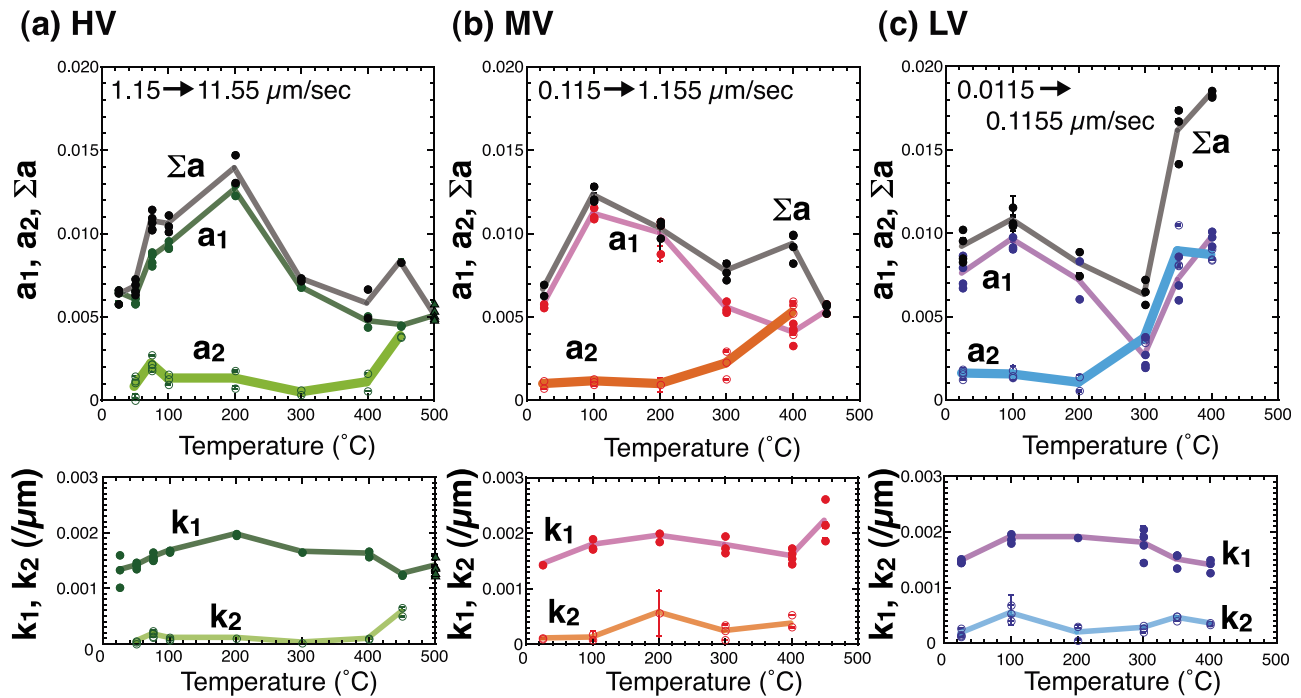 (a) HV
(b) MV
(c) LV
1.15 → 11.55 µm/sec
0.020
0.015
0.010
0.005
0
a₁, a₂, Σa
Σa
a₁
a₂
0 100 200 300 400 500
Temperature (˚C)
0.115 → 1.155 µm/sec
0.020
0.015
0.010
0.005
0
a₁, a₂, Σa
Σa
a₁
a₂
0 100 200 300 400 500
Temperature (˚C)
0.0115 →
0.1155 µm/sec
0.020
0.015
0.010
0.005
0
a₁, a₂, Σa
Σa
a₁
a₂
0 100 200 300 400 500
Temperature (˚C)
0.003
0.002
0.001
0
k₁, k₂ (/µm)
k₁
k₂
0 100 200 300 400 500
Temperature (˚C)
0.003
0.002
0.001
0
k₁, k₂ (/µm)
k₁
k₂
0 100 200 300 400 500
Temperature (˚C)
0.003
0.002
0.001
0
k₁, k₂ (/µm)
k₁
k₂
0 100 200 300 400 500
Temperature (˚C)